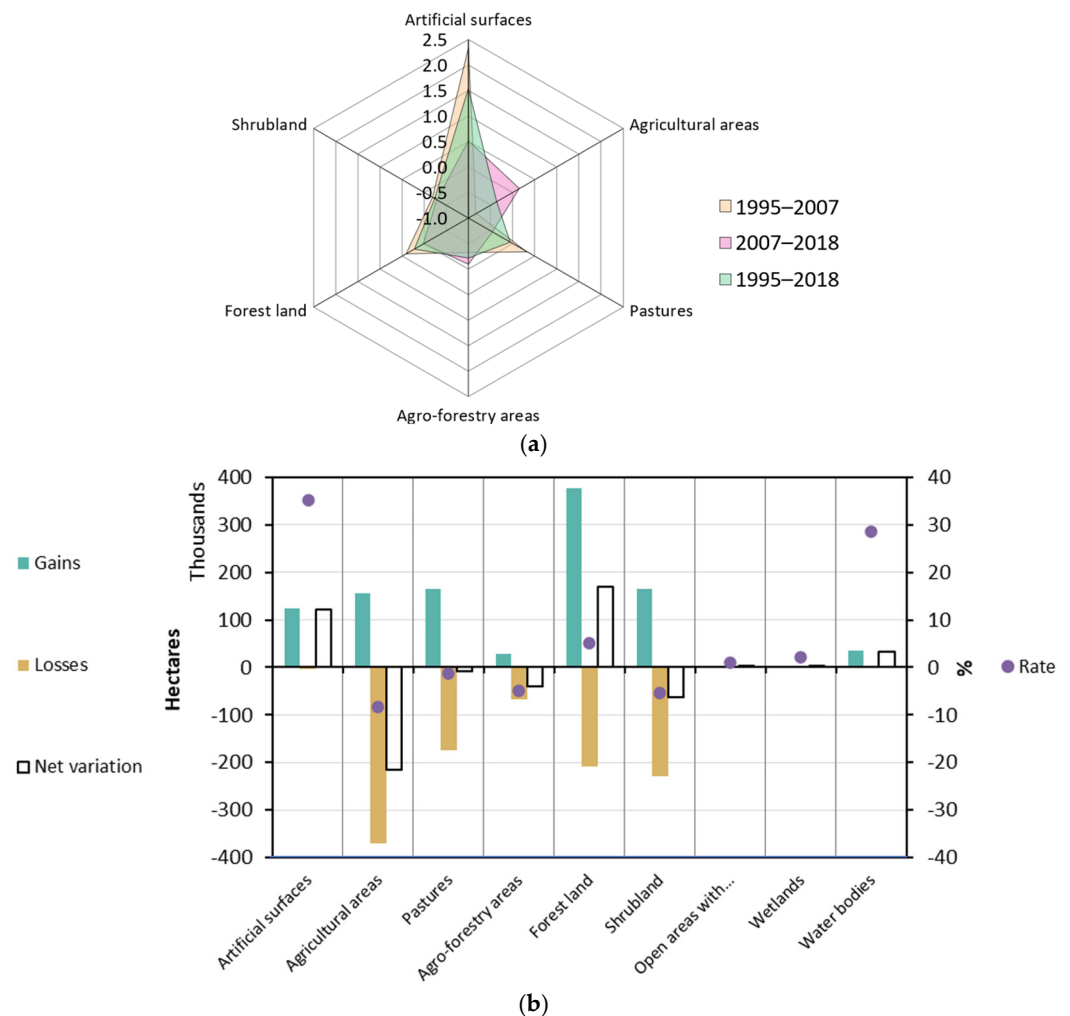 Artificial surfaces
2.5
2.0
1.5
1.0
0.5
0.0
-0.5
-1.0
Shrubland
Agricultural areas
Forest land
Pastures
Agro-forestry areas
1995–2007
2007–2018
1995–2018
(a)
Gains
Losses
Net variation
Hectares
Thousands
400
300
200
100
0
-100
-200
-300
-400
40
30
20
10
0
-10
-20
-30
-40
%
Rate
Artificial surfaces
Agricultural areas
Pastures
Agro-forestry areas
Forest land
Shrubland
Open areas with...
Wetlands
Water bodies
(b)